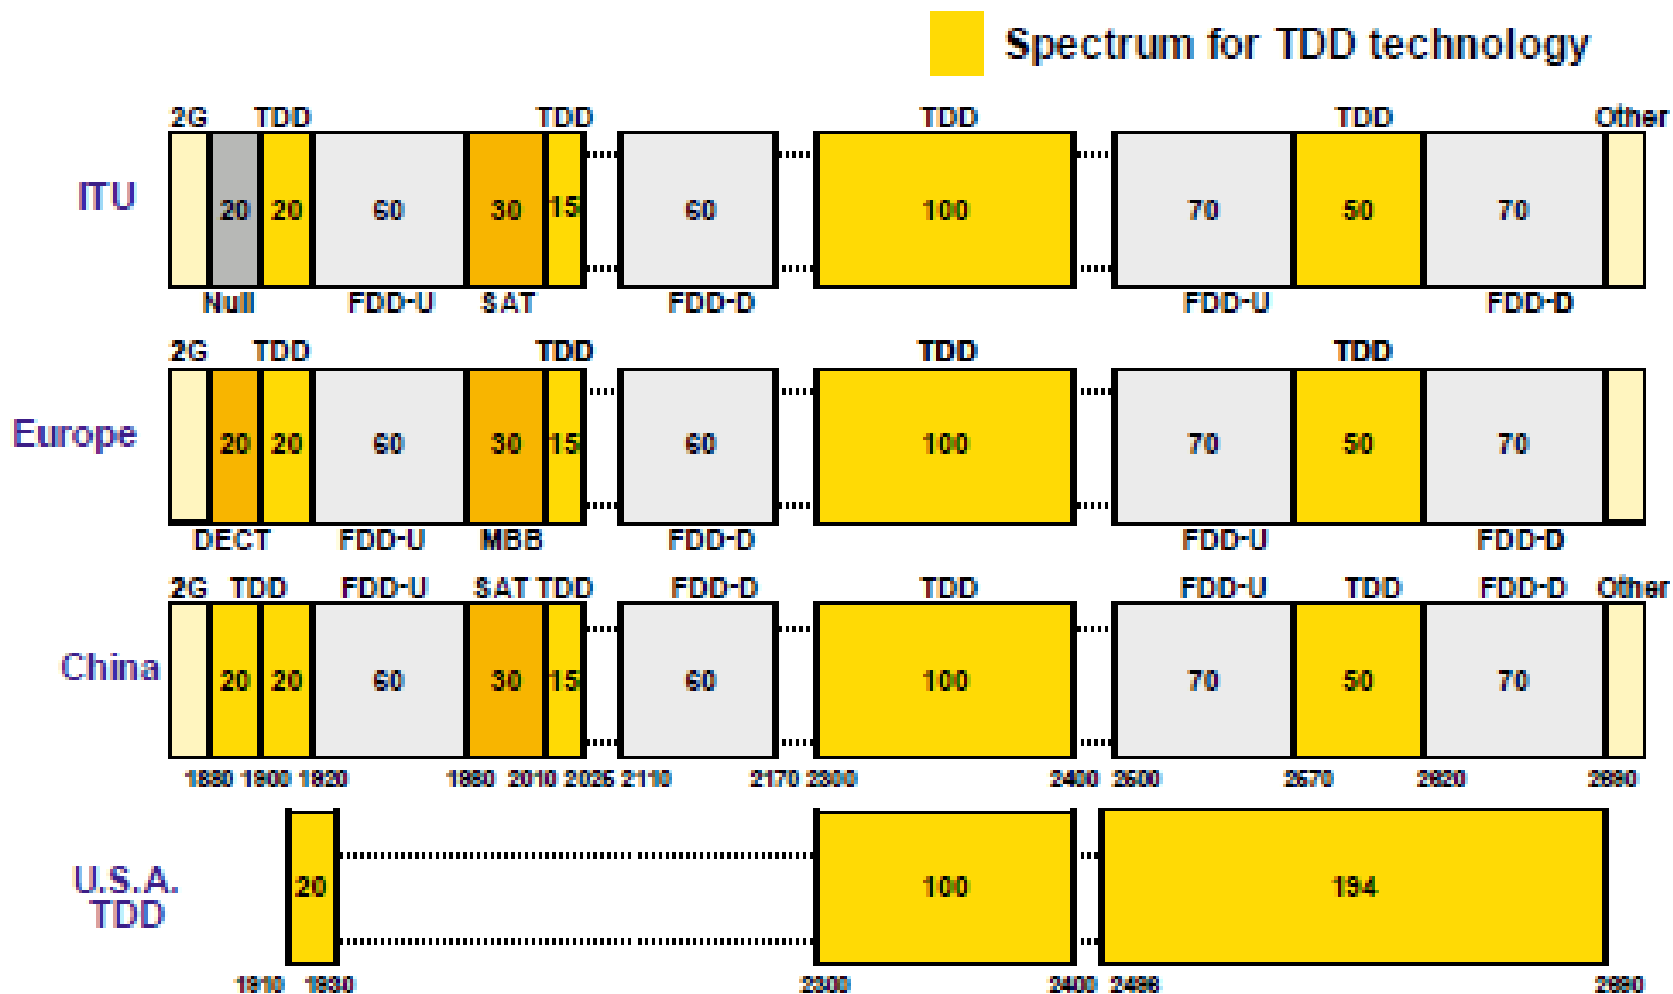 Spectrum for TDD technology
2G TDD TDD TDD TDD Other
ITU
20 20 60 30 15 60 100 70 50 70
Null FDD-U SAT FDD-D FDD-U FDD-D
2G TDD TDD TDD TDD
Europe
20 20 60 30 15 60 100 70 50 70
DECT FDD-U MBB FDD-D FDD-U FDD-D
2G TDD FDD-U SAT TDD FDD-D TDD FDD-U TDD FDD-D Other
China
20 20 60 30 15 60 100 70 50 70
1880 1900 1920 1980 2010 2025 2110 2170 2300 2400 2500 2570 2620 2690
U.S.A.
TDD
20 100 194
1910 1930 2300 2400 2496 2690